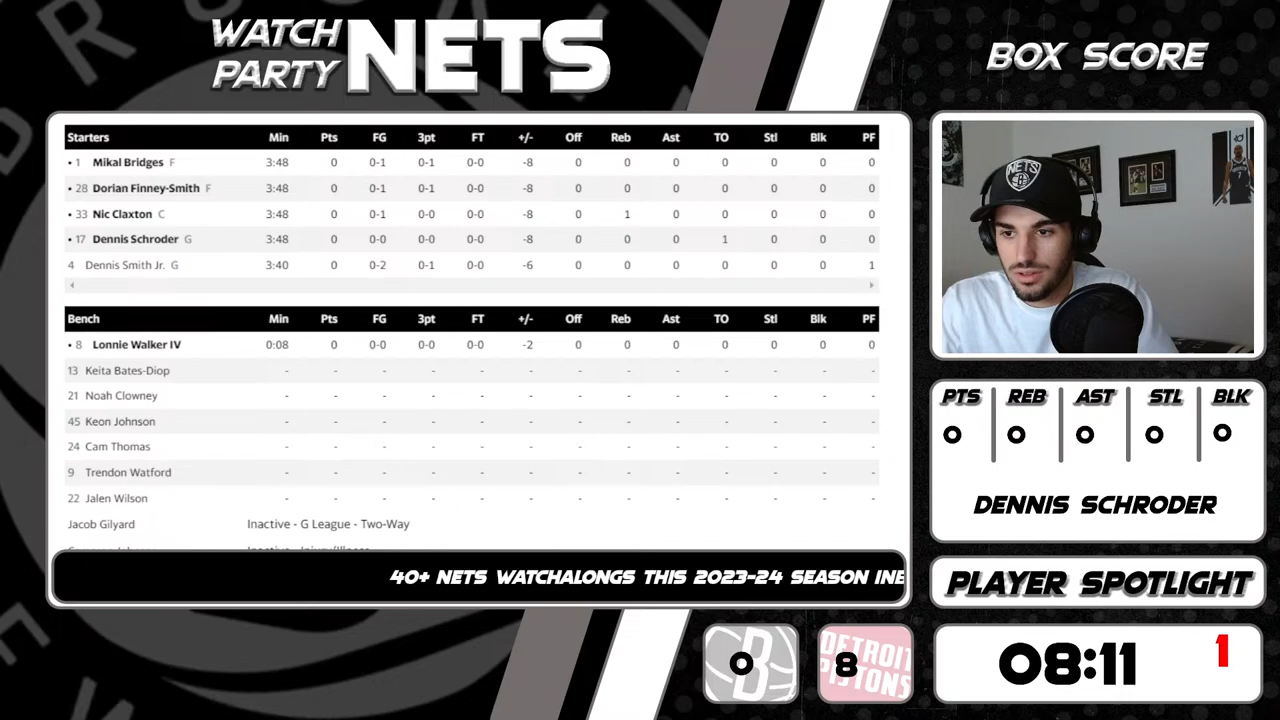 WATCH
PARTY
NETS
BOX SCORE
Starters Min Pts FG 3pt FT +/- Off Reb Ast TO Stl Blk PF
• 1 Mikal Bridges F 3:48 0 0-1 0-1 0-0 -8 0 0 0 0 0 0 0
• 28 Dorian Finney-Smith F 3:48 0 0-1 0-1 0-0 -8 0 0 0 0 0 0 0
• 33 Nic Claxton C 3:48 0 0-1 0-0 0-0 -8 0 1 0 0 0 0 0
• 17 Dennis Schroder G 3:48 0 0-0 0-0 0-0 -8 0 0 0 1 0 0 0
4 Dennis Smith Jr. G 3:40 0 0-2 0-1 0-0 -6 0 0 0 0 0 0 1
Bench Min Pts FG 3pt FT +/- Off Reb Ast TO Stl Blk PF
• 8 Lonnie Walker IV 0:08 0 0-0 0-0 0-0 -2 0 0 0 0 0 0 0
13 Keita Bates-Diop - - - - - - - - - - - - -
21 Noah Clowney - - - - - - - - - - - - -
45 Keon Johnson - - - - - - - - - - - - -
24 Cam Thomas - - - - - - - - - - - - -
9 Trendon Watford - - - - - - - - - - - - -
22 Jalen Wilson - - - - - - - - - - - - -
Jacob Gilyard Inactive - G League - Two-Way
40+ NETS WATCHALONGS THIS 2023-24 SEASON
NETS
PTS REB AST STL BLK
0 0 0 0 0
DENNIS SCHRODER
PLAYER SPOTLIGHT
0 B
8 DETROIT
PISTONS
08:11 1